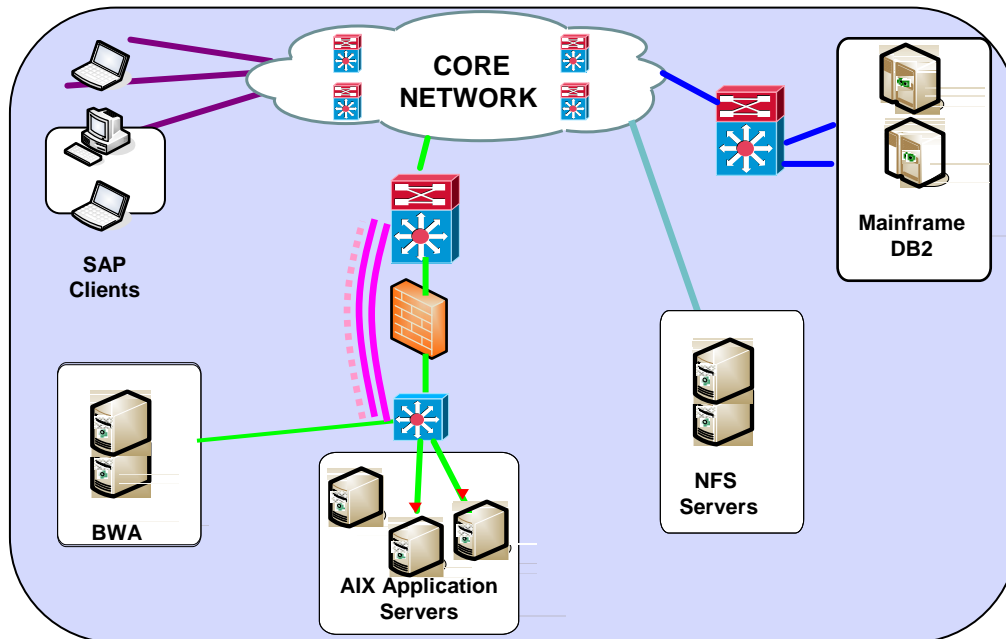 CORE
NETWORK
SAP
Clients
Mainframe
DB2
NFS
Servers
BWA
AIX Application
Servers